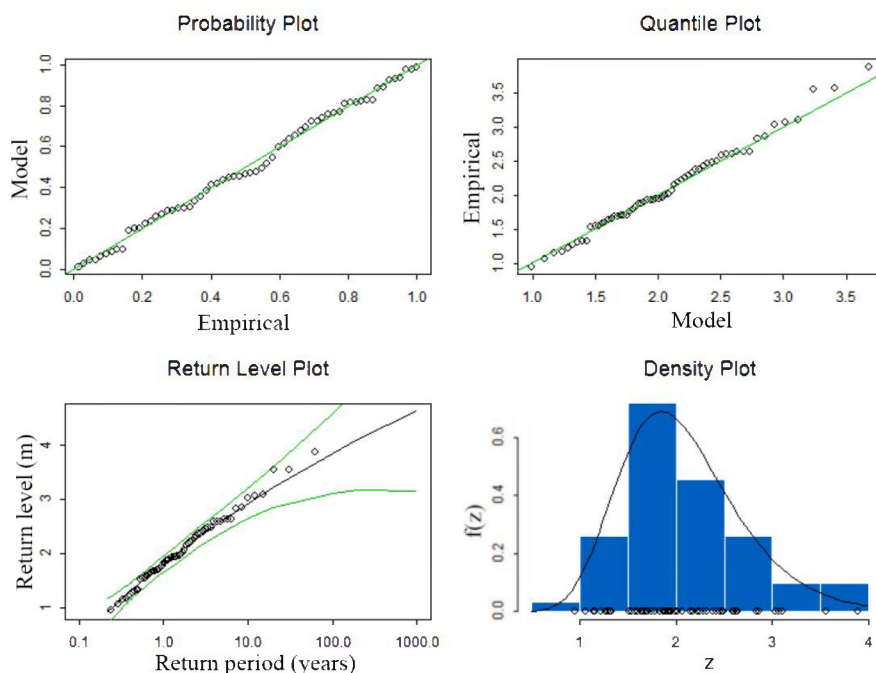 Probability Plot
Model
0.0 0.2 0.4 0.6 0.8 1.0
0.0 0.2 0.4 0.6 0.8 1.0
Empirical
Quantile Plot
Empirical
1.0 1.5 2.0 2.5 3.0 3.5
1.0 1.5 2.0 2.5 3.0 3.5
Model
Return Level Plot
Return level (m)
1 2 3 4
0.1 1.0 10.0 100.0 1000.0
Return period (years)
Density Plot
f(z)
0.0 0.2 0.4 0.6
1 2 3 4
z